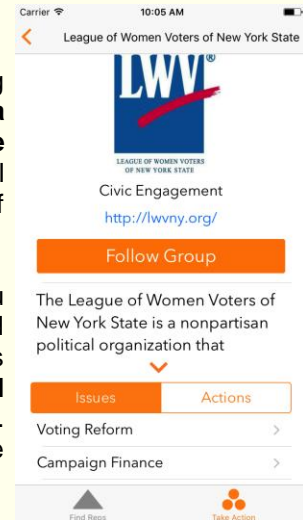 Carrier 10:05 AM
League of Women Voters of New York State
LWV®
LEAGUE OF WOMEN VOTERS
OF NEW YORK STATE
Civic Engagement
http://lwvny.org/
Follow Group
The League of Women Voters of
New York State is a nonpartisan
political organization that
Issues Actions
Voting Reform
Campaign Finance
Find Reps Take Action